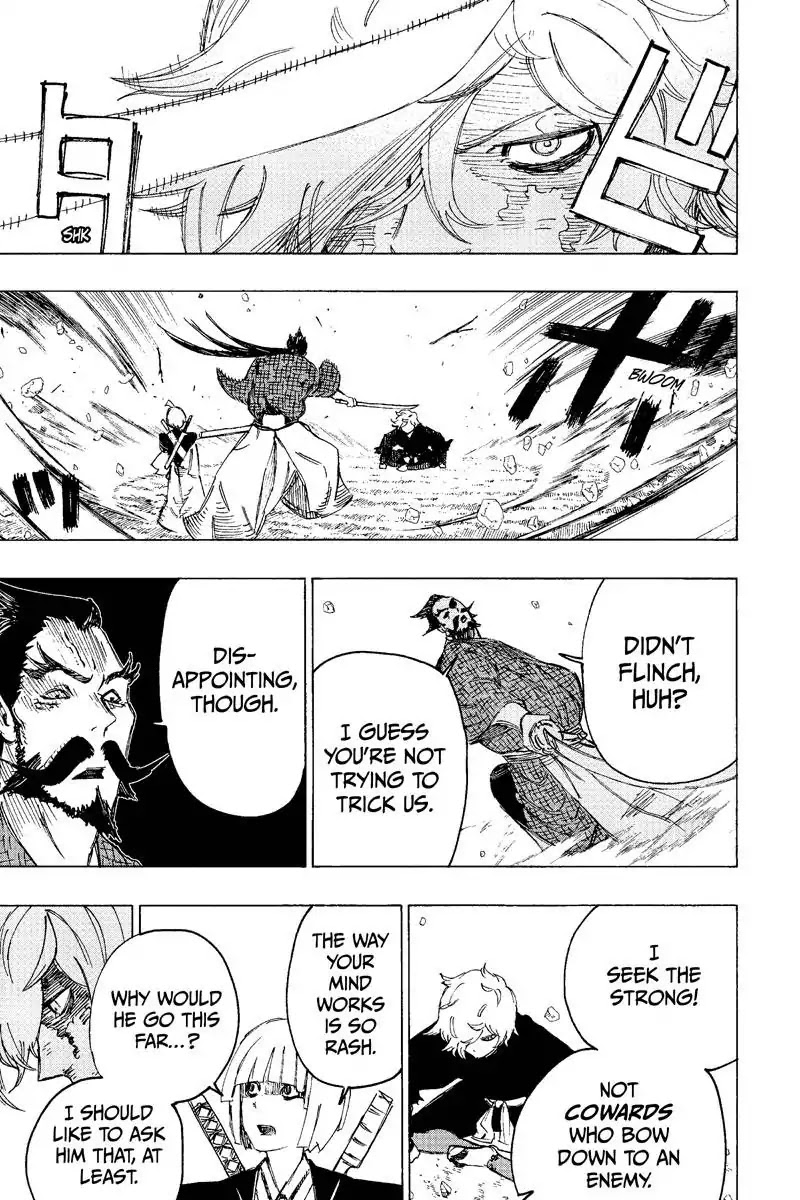 ビ
タ
SHK
BWOOM
DIDN'T
FLINCH,
HUH?
I GUESS
YOU'RE NOT
TRYING TO
TRICK US.
DIS-
APPOINTING,
THOUGH.
I
SEEK THE
STRONG!
NOT
COWARDS
WHO BOW
DOWN TO AN
ENEMY.
THE WAY
YOUR
MIND
WORKS
IS SO
RASH.
WHY WOULD
HE GO THIS
FAR...?
I SHOULD
LIKE TO ASK
HIM THAT, AT
LEAST.